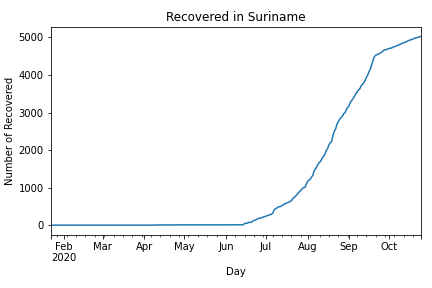 Recovered in Suriname
Number of Recovered
5000
4000
3000
2000
1000
0
Feb Mar Apr May Jun Jul Aug Sep Oct
2020
Day